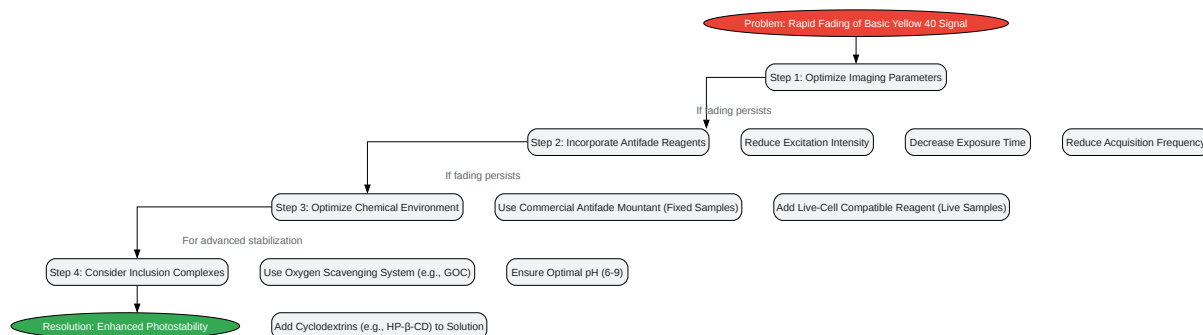 Problem: Rapid Fading of Basic Yellow 40 Signal
Step 1: Optimize Imaging Parameters
If fading persists
Step 2: Incorporate Antifade Reagents
Reduce Excitation Intensity
Decrease Exposure Time
Reduce Acquisition Frequency
If fading persists
Step 3: Optimize Chemical Environment
Use Commercial Antifade Mountant (Fixed Samples)
Add Live-Cell Compatible Reagent (Live Samples)
For advanced stabilization
Step 4: Consider Inclusion Complexes
Use Oxygen Scavenging System (e.g., GOC)
Ensure Optimal pH (6-9)
Resolution: Enhanced Photostability
Add Cyclodextrins (e.g., HP-β-CD) to Solution